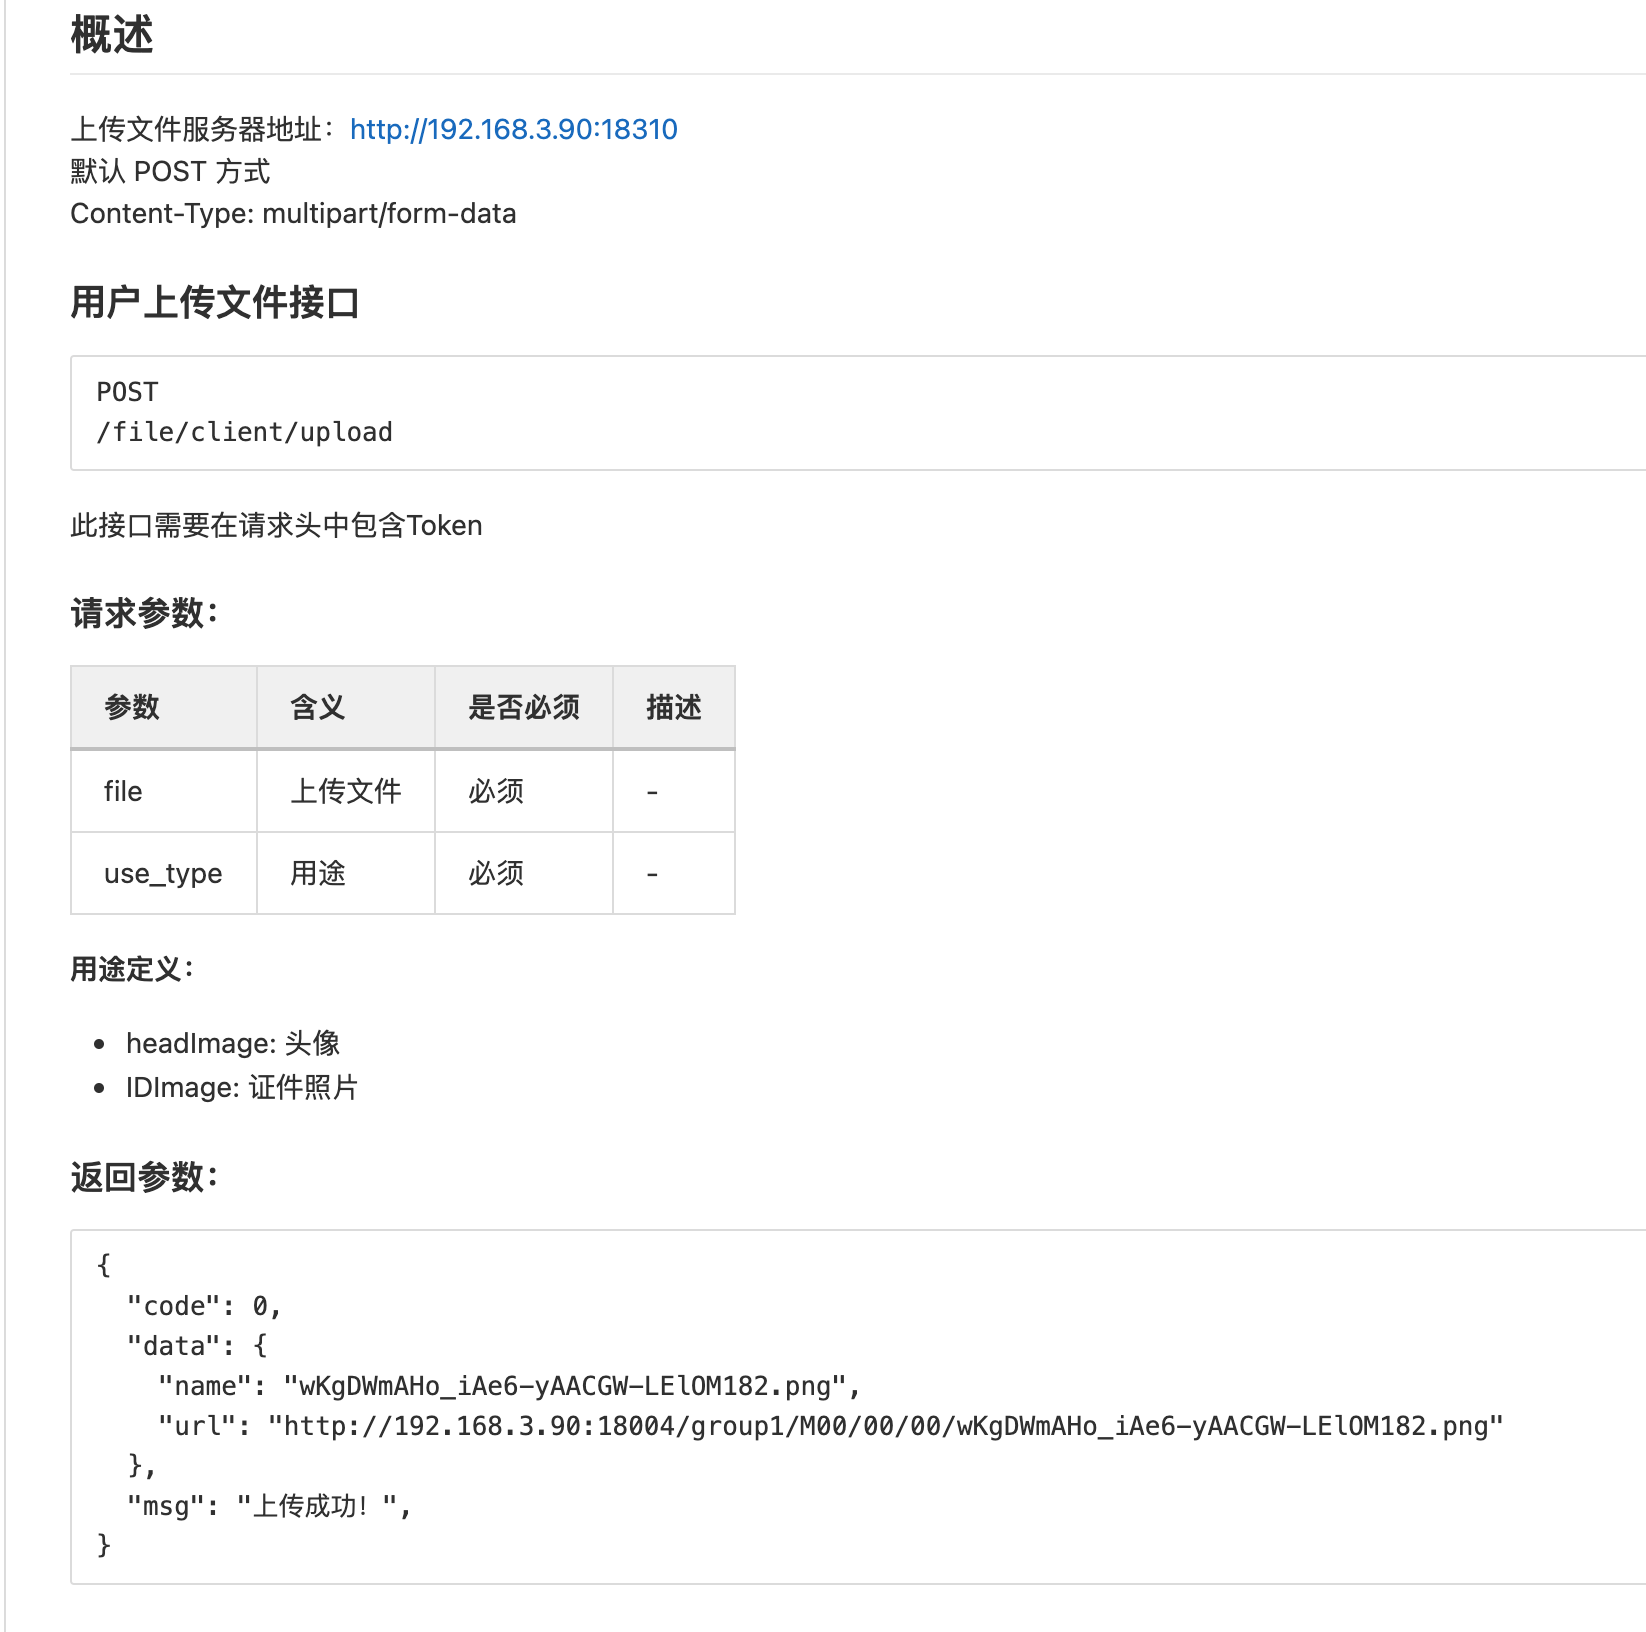 概述
上传文件服务器地址：http://192.168.3.90:18310
默认 POST 方式
Content-Type: multipart/form-data
用户上传文件接口
POST
/file/client/upload
此接口需要在请求头中包含Token
请求参数：
参数 含义 是否必须 描述
file 上传文件 必须 -
use_type 用途 必须 -
用途定义：
• headImage: 头像
• IDImage: 证件照片
返回参数：
{
"code": 0,
"data": {
"name": "wKgDWmAHo_iAe6-yAACGW-LElOM182.png",
"url": "http://192.168.3.90:18004/group1/M00/00/00/wKgDWmAHo_iAe6-yAACGW-LElOM182.png"
},
"msg": "上传成功！",
}